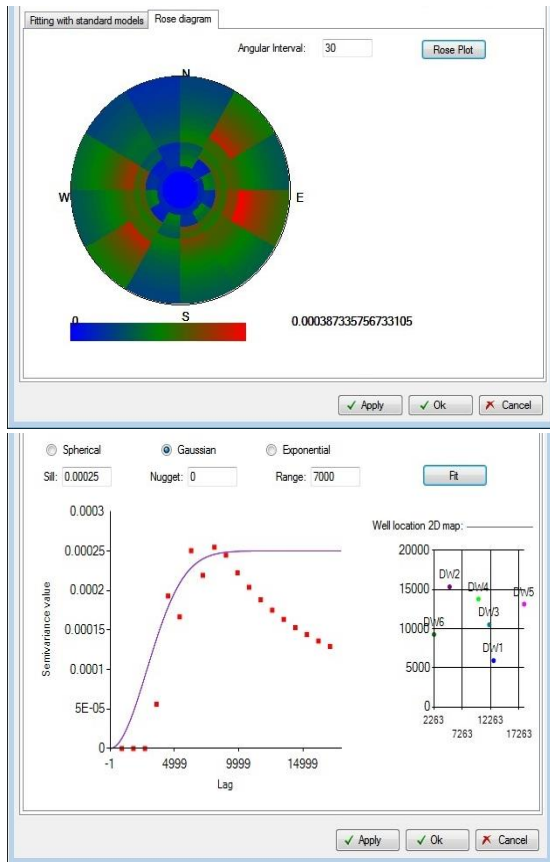 Fitting with standard models Rose diagram
Angular Interval: 30 Rose Plot
N
W E
S
0 0.000387335756733105
Apply Ok Cancel
Spherical Gaussian Exponential
Sill: 0.00025 Nugget: 0 Range: 7000 Fit
Well location 2D map:
Semivariance value
0.0003
0.00025
0.0002
0.00015
0.0001
5E-05
0
-1 4999 9999 14999
Lag
20000
15000
10000
5000
0
DW2
DW4
DW5
DW3
DW6
DW1
2263 12263
7263 17263
Apply Ok Cancel